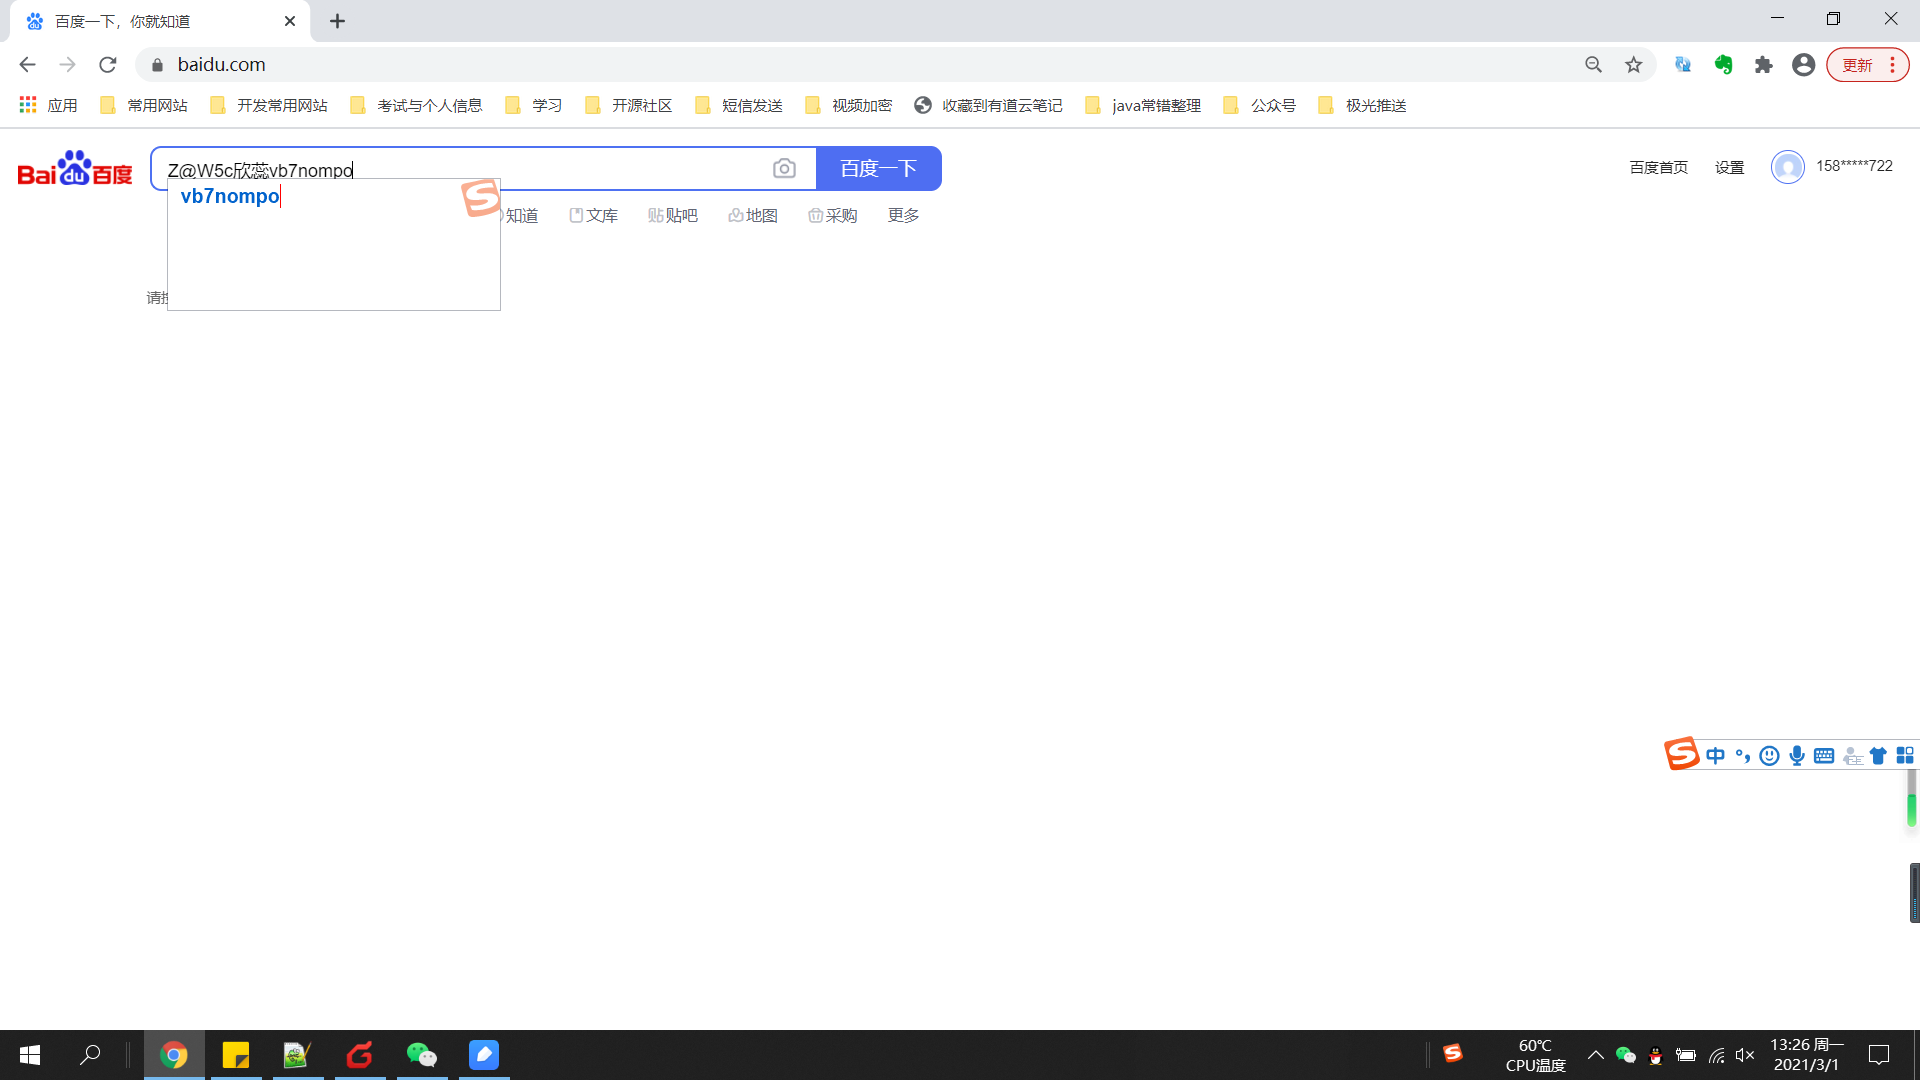 百度一下，你就知道
baidu.com
更新
应用 常用网站 开发常用网站 考试与个人信息 学习 开源社区 短信发送 视频加密 收藏到有道云笔记 java常错整理 公众号 极光推送
Bai du 百度 Z@W5c欣蕊vb7nompo 百度一下 百度首页 设置 158*****722
vb7nompo
知道 文库 贴吧 地图 采购 更多
请按
中
60℃
CPU温度
13:26 周一
2021/3/1